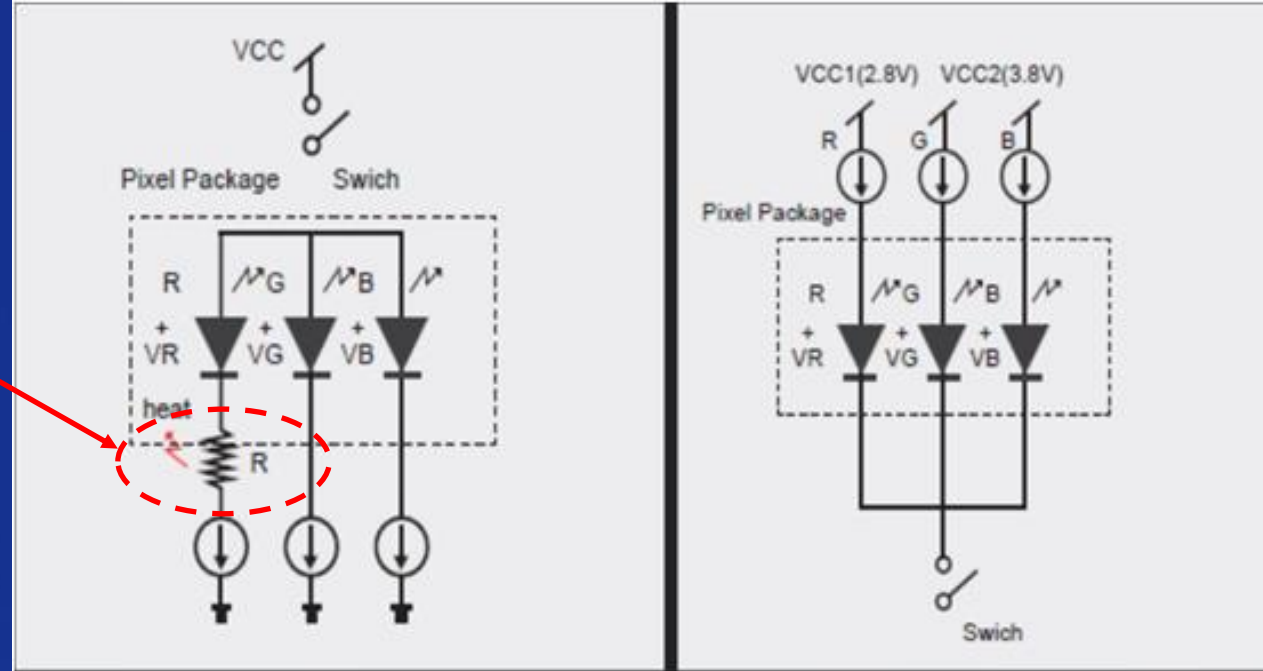 VCC
Pixel Package Swich
R G B
+ + +
VR VG VB
heat
R
VCC1(2.8V) VCC2(3.8V)
R G B
Pixel Package
R G B
+ + +
VR VG VB
Swich